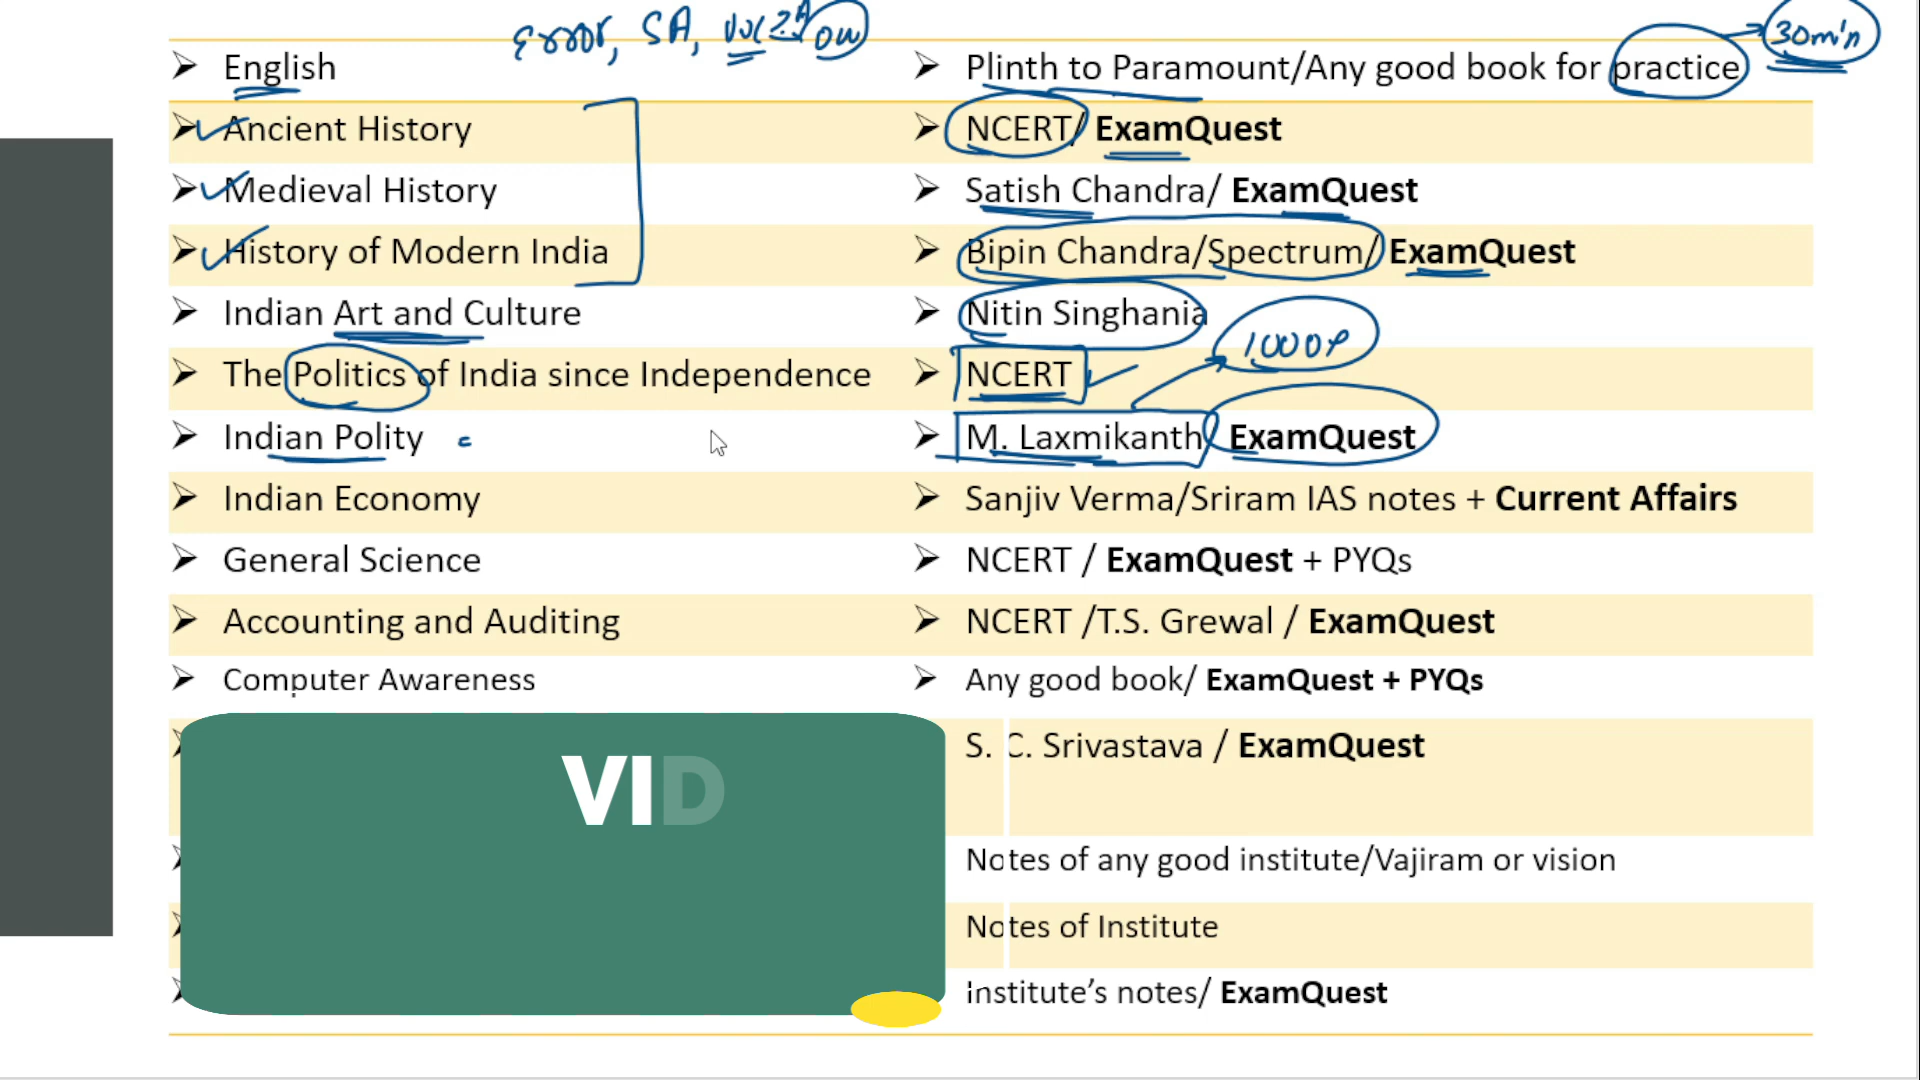 Error, SA, voc 2A ow
30min
English
Plinth to Paramount/Any good book for practice
Ancient History
NCERT/ ExamQuest
Medieval History
Satish Chandra/ ExamQuest
History of Modern India
Bipin Chandra/Spectrum/ ExamQuest
Indian Art and Culture
Nitin Singhania
1000P
The Politics of India since Independence
NCERT
Indian Polity
M. Laxmikanth/ ExamQuest
Indian Economy
Sanjiv Verma/Sriram IAS notes + Current Affairs
General Science
NCERT / ExamQuest + PYQs
Accounting and Auditing
NCERT /T.S. Grewal / ExamQuest
Computer Awareness
Any good book/ ExamQuest + PYQs
S. C. Srivastava / ExamQuest
VID
Notes of any good institute/Vajiram or vision
Notes of Institute
Institute’s notes/ ExamQuest